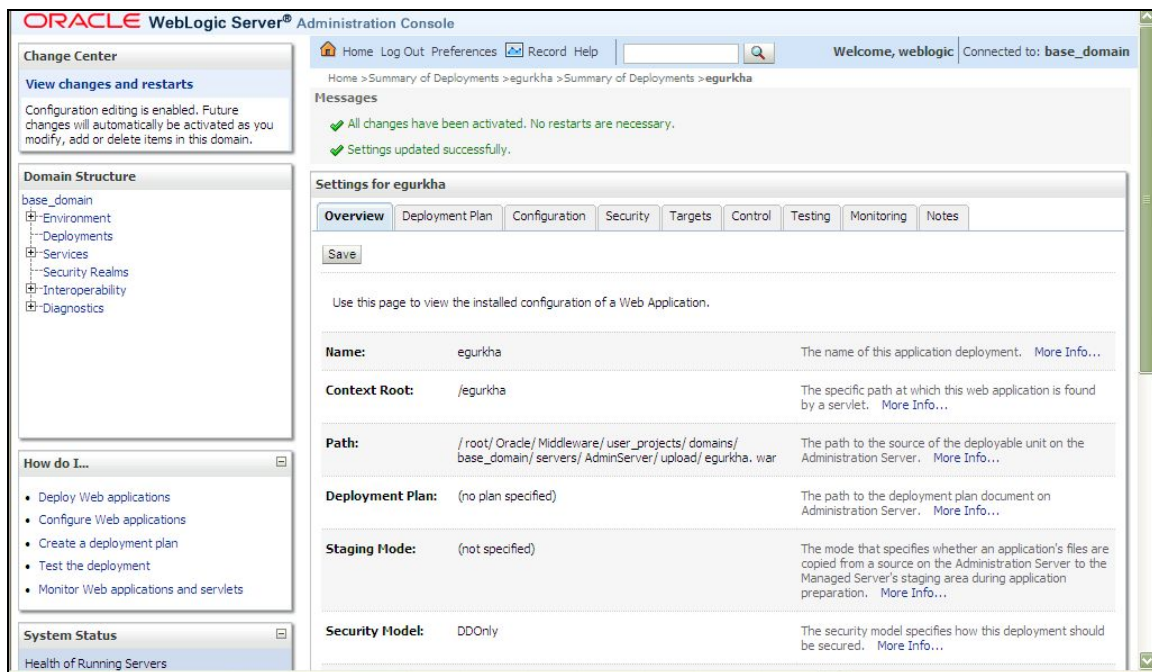 ORACLE WebLogic Server® Administration Console
Change Center
View changes and restarts
Configuration editing is enabled. Future
changes will automatically be activated as you
modify, add or delete items in this domain.
Domain Structure
base_domain
Environment
Deployments
Services
Security Realms
Interoperability
Diagnostics
How do I...
Deploy Web applications
Configure Web applications
Create a deployment plan
Test the deployment
Monitor Web applications and servlets
System Status
Health of Running Servers
Home Log Out Preferences Record Help
Welcome, weblogic Connected to: base_domain
Home >Summary of Deployments >egurkha >Summary of Deployments >egurkha
Messages
All changes have been activated. No restarts are necessary.
Settings updated successfully.
Settings for egurkha
Overview Deployment Plan Configuration Security Targets Control Testing Monitoring Notes
Save
Use this page to view the installed configuration of a Web Application.
Name: egurkha The name of this application deployment. More Info...
Context Root: /egurkha The specific path at which this web application is found
by a servlet. More Info...
Path: / root/ Oracle/ Middleware/ user_projects/ domains/ The path to the source of the deployable unit on the
base_domain/ servers/ AdminServer/ upload/ egurkha. war Administration Server. More Info...
Deployment Plan: (no plan specified) The path to the deployment plan document on
Administration Server. More Info...
Staging Mode: (not specified) The mode that specifies whether an application's files are
copied from a source on the Administration Server to the
Managed Server's staging area during application
preparation. More Info...
Security Model: DDOnly The security model specifies how this deployment should
be secured. More Info...